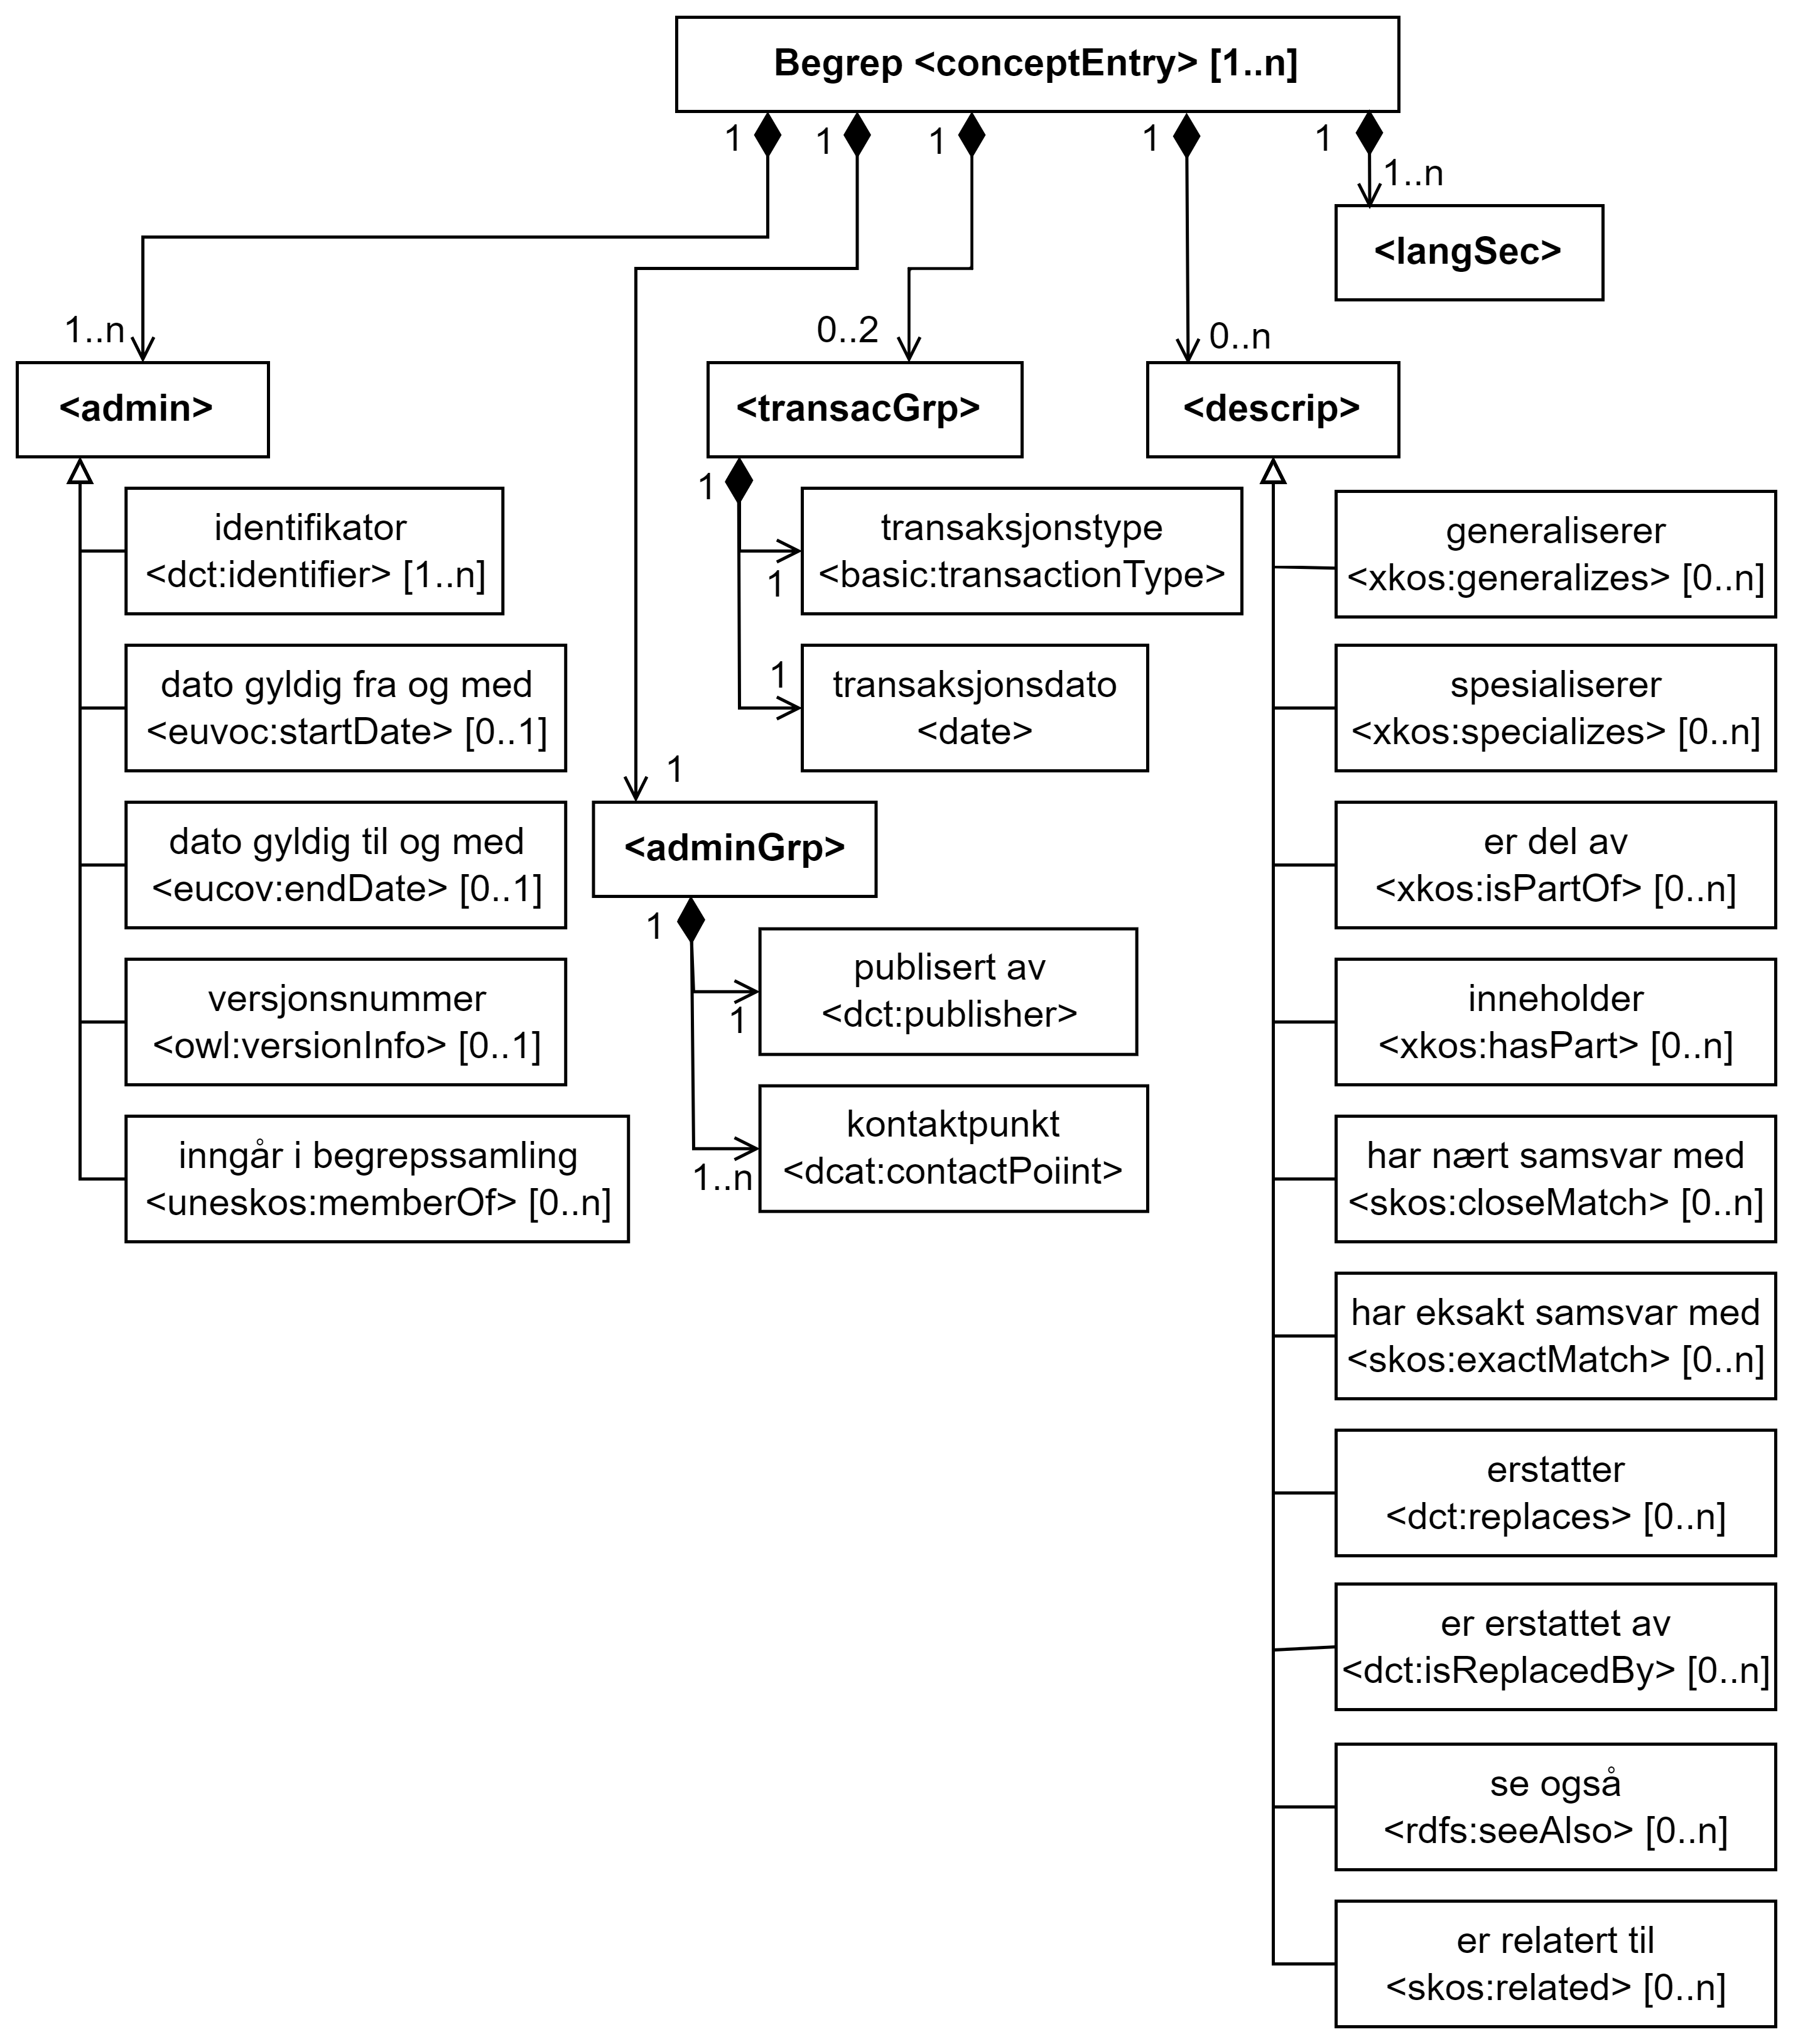 Begrep <conceptEntry> [1..n]
1
1
1
1
1
1..n
<langSec>
1..n
0..2
0..n
<admin>
<transacGrp>
<descrip>
identifikator
<dct:identifier> [1..n]
dato gyldig fra og med
<euvoc:startDate> [0..1]
dato gyldig til og med
<eucov:endDate> [0..1]
versjonsnummer
<owl:versionInfo> [0..1]
inngår i begrepssamling
<uneskos:memberOf> [0..n]
1
transaksjonstype
<basic:transactionType>
1
1
transaksjonsdato
<date>
1
<adminGrp>
1
publisert av
<dct:publisher>
1
kontaktpunkt
<dcat:contactPoiint>
1..n
generaliserer
<xkos:generalizes> [0..n]
spesialiserer
<xkos:specializes> [0..n]
er del av
<xkos:isPartOf> [0..n]
inneholder
<xkos:hasPart> [0..n]
har nært samsvar med
<skos:closeMatch> [0..n]
har eksakt samsvar med
<skos:exactMatch> [0..n]
erstatter
<dct:replaces> [0..n]
er erstattet av
<dct:isReplacedBy> [0..n]
se også
<rdfs:seeAlso> [0..n]
er relatert til
<skos:related> [0..n]